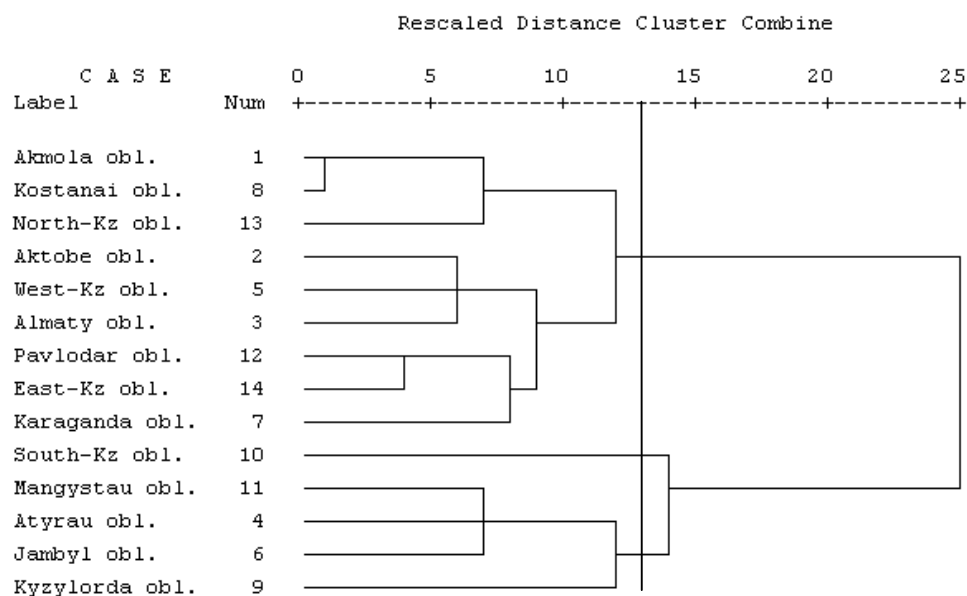 Rescaled Distance Cluster Combine
C A S E 0 5 10 15 20 25
Label Num +---------+---------+---------+---------+---------+
Akmola obl. 1
Kostanai obl. 8
North-Kz obl. 13
Aktobe obl. 2
West-Kz obl. 5
Almaty obl. 3
Pavlodar obl. 12
East-Kz obl. 14
Karaganda obl. 7
South-Kz obl. 10
Mangystau obl. 11
Atyrau obl. 4
Jambyl obl. 6
Kyzylorda obl. 9